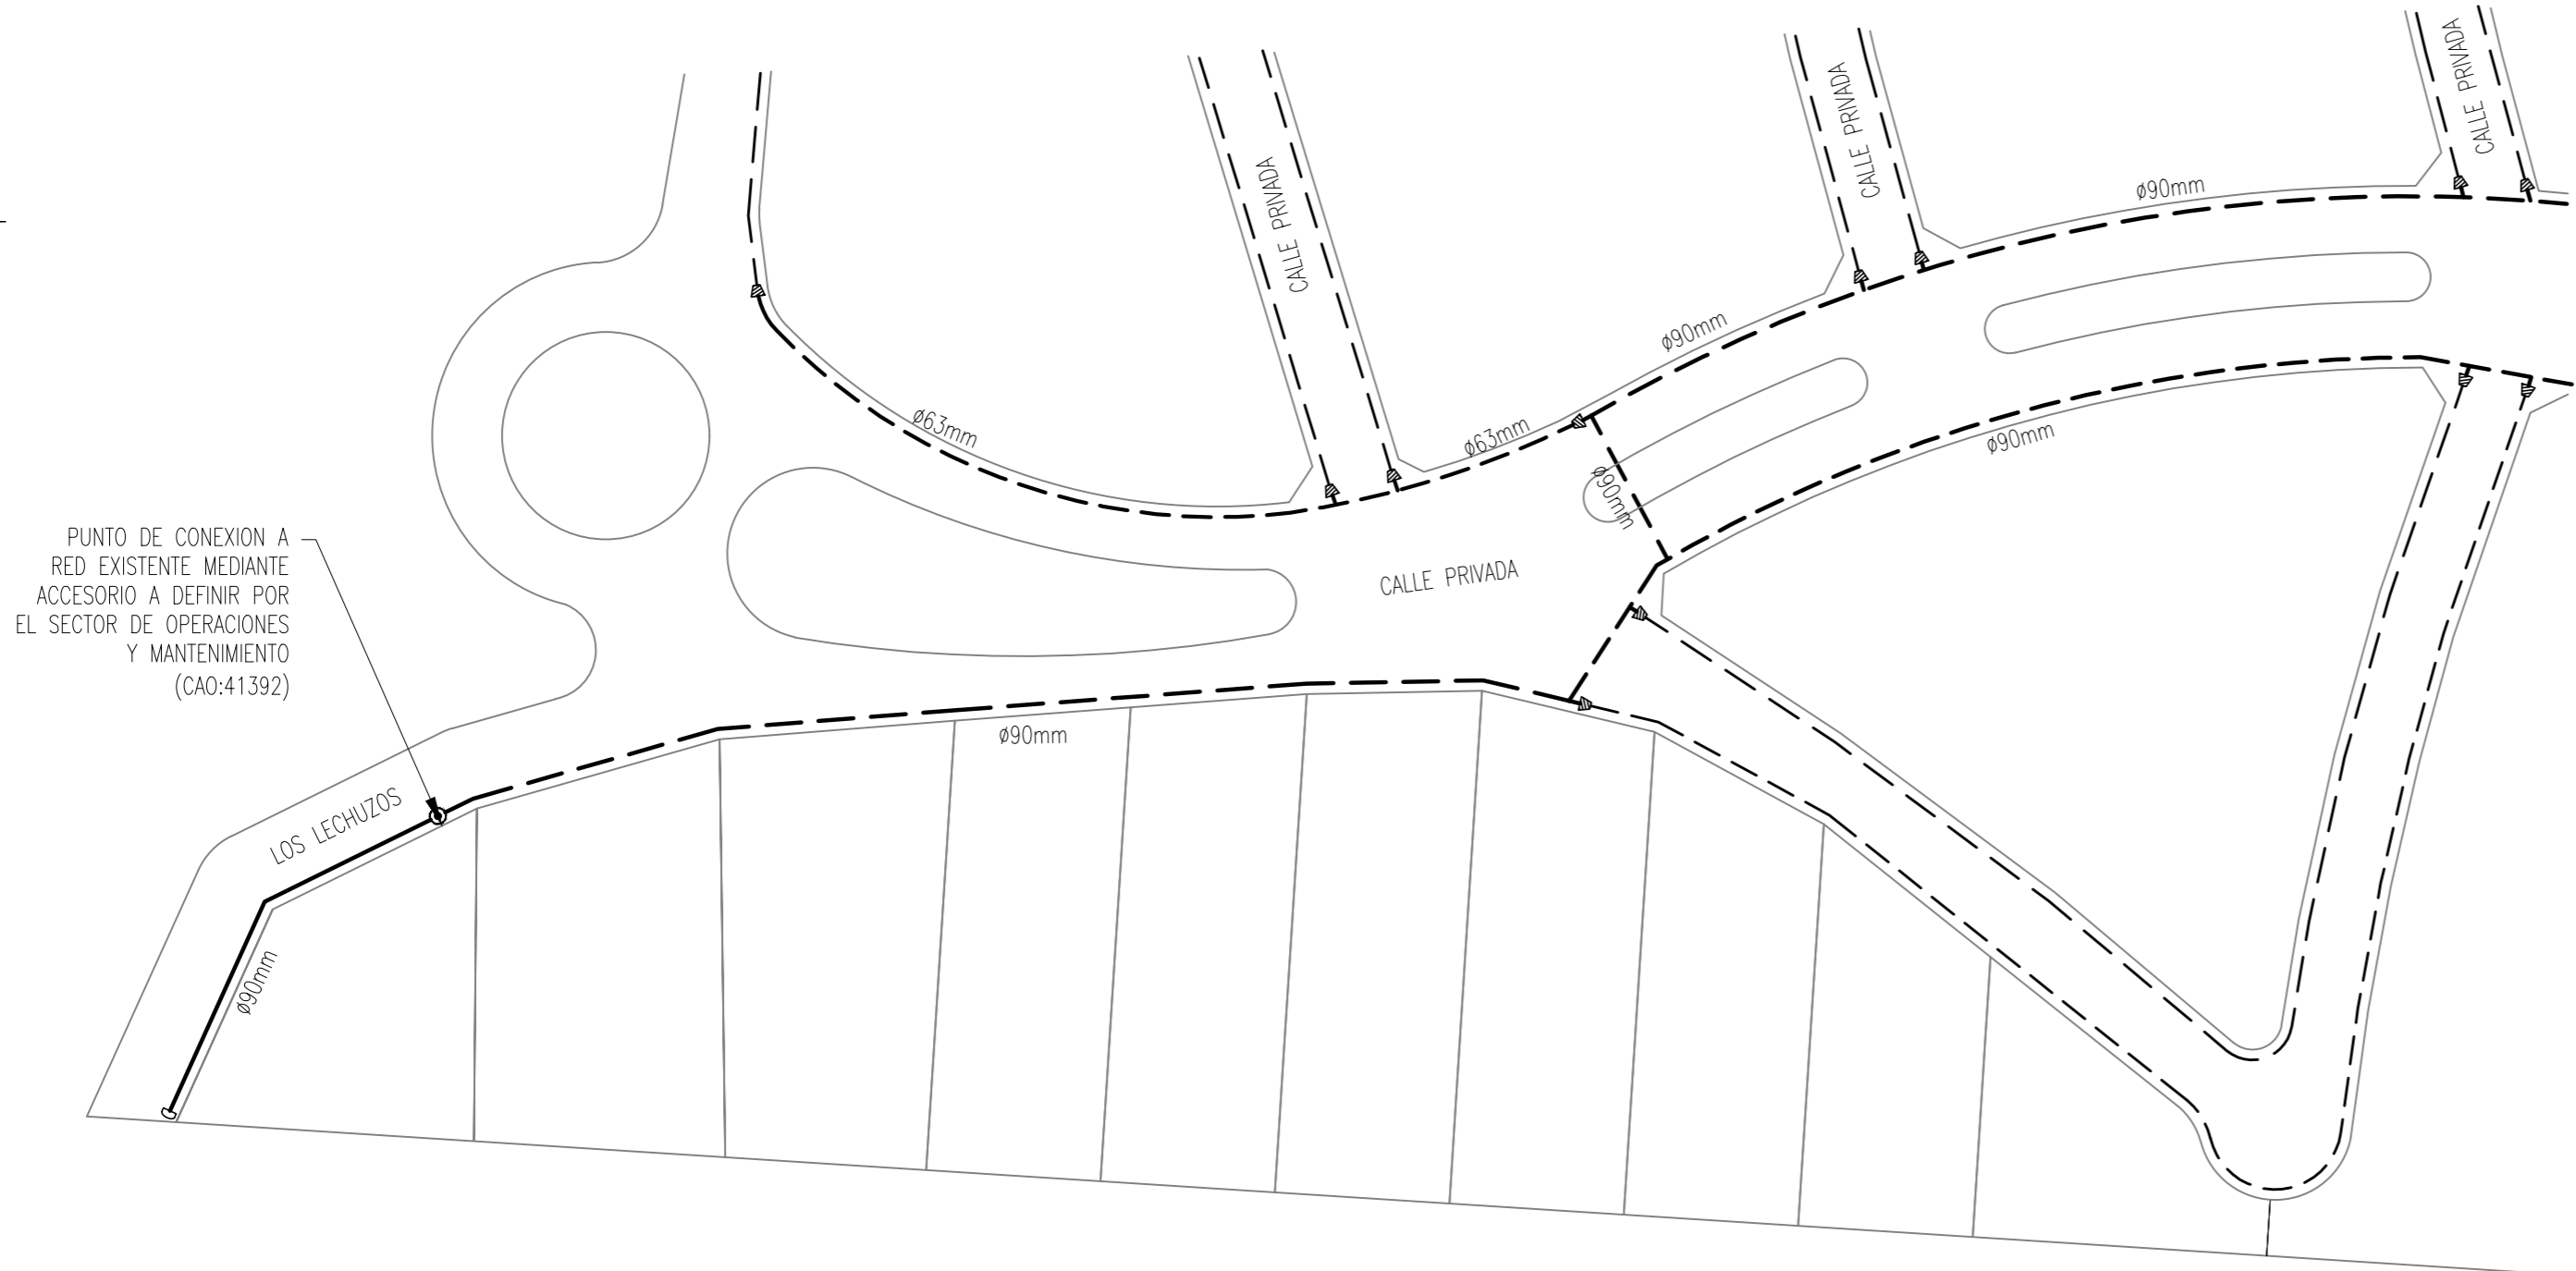 CALLE PRIVADA
CALLE PRIVADA
CALLE PRIVADA
ø90mm
ø90mm
ø63mm
ø63mm
ø90mm
ø90mm
PUNTO DE CONEXION A
RED EXISTENTE MEDIANTE
ACCESORIO A DEFINIR POR
EL SECTOR DE OPERACIONES
Y MANTENIMIENTO
(CAO:41392)
CALLE PRIVADA
ø90mm
LOS LECHUZOS
ø90mm